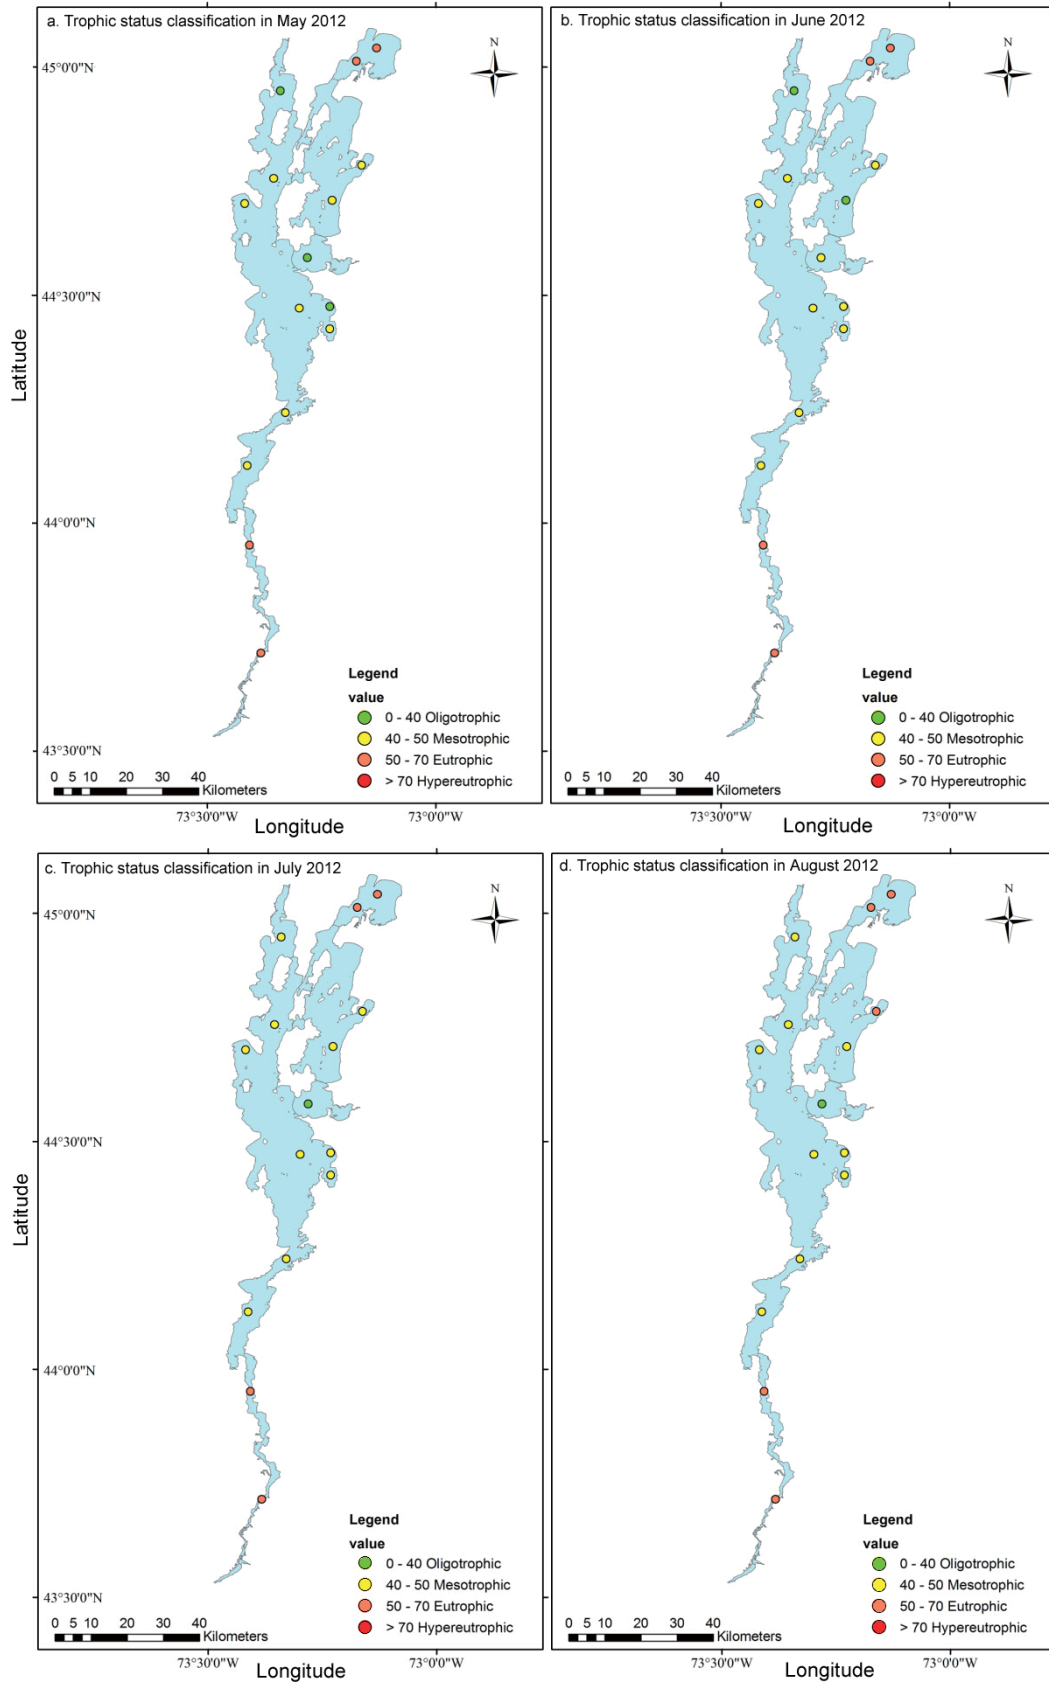 a. Trophic status classification in May 2012
N
45°0'0"N
44°30'0"N
44°0'0"N
43°30'0"N
Latitude
Legend
value
0 - 40 Oligotrophic
40 - 50 Mesotrophic
50 - 70 Eutrophic
> 70 Hypereutrophic
0 5 10 20 30 40
Kilometers
73°30'0"W
73°0'0"W
Longitude
b. Trophic status classification in June 2012
N
Legend
value
0 - 40 Oligotrophic
40 - 50 Mesotrophic
50 - 70 Eutrophic
> 70 Hypereutrophic
0 5 10 20 30 40
Kilometers
73°30'0"W
73°0'0"W
Longitude
c. Trophic status classification in July 2012
N
45°0'0"N
44°30'0"N
44°0'0"N
43°30'0"N
Latitude
Legend
value
0 - 40 Oligotrophic
40 - 50 Mesotrophic
50 - 70 Eutrophic
> 70 Hypereutrophic
0 5 10 20 30 40
Kilometers
73°30'0"W
73°0'0"W
Longitude
d. Trophic status classification in August 2012
N
Legend
value
0 - 40 Oligotrophic
40 - 50 Mesotrophic
50 - 70 Eutrophic
> 70 Hypereutrophic
0 5 10 20 30 40
Kilometers
73°30'0"W
73°0'0"W
Longitude